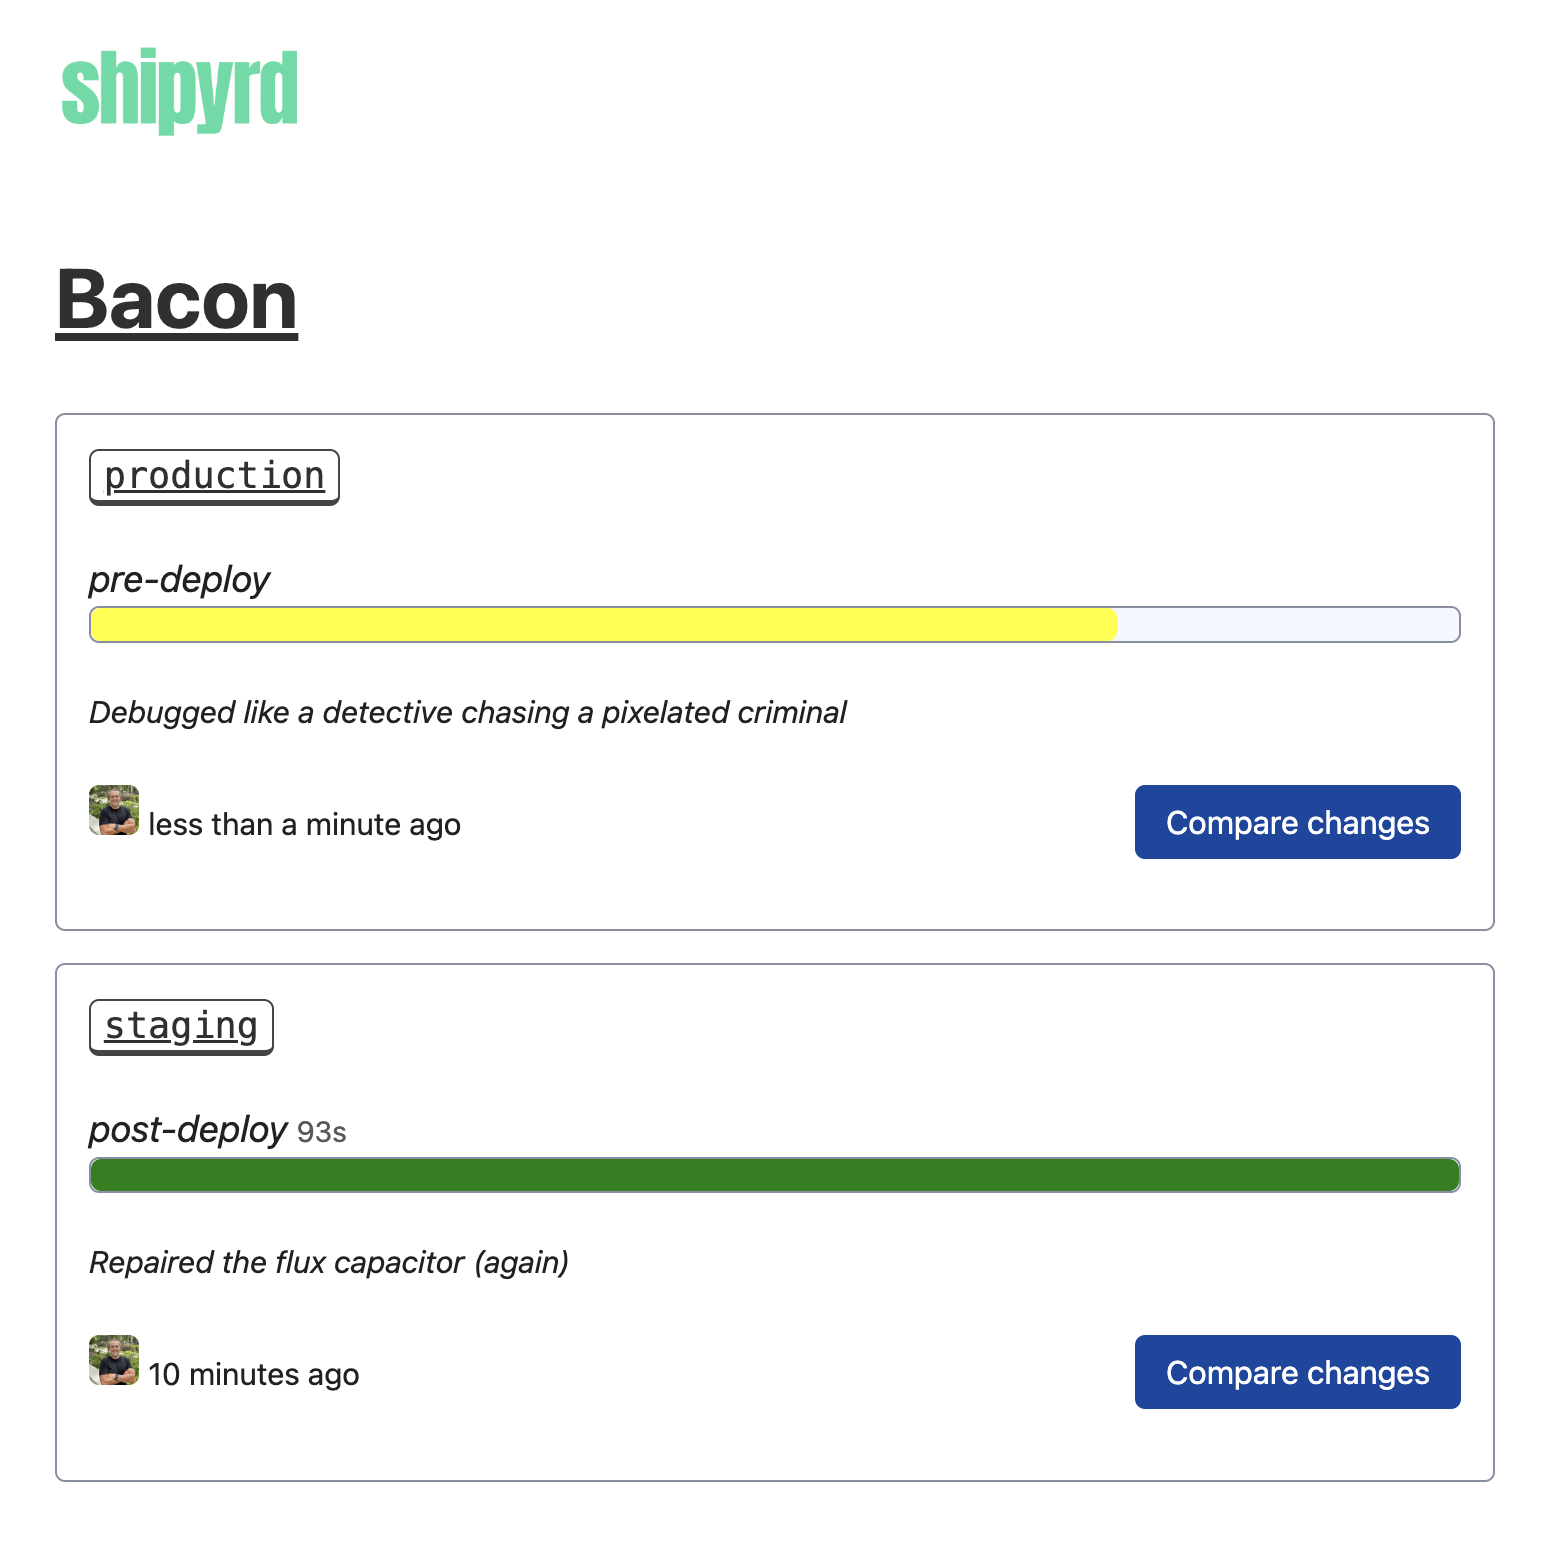 shipyrd
Bacon
production
pre-deploy
Debugged like a detective chasing a pixelated criminal
less than a minute ago
Compare changes
staging
post-deploy 93s
Repaired the flux capacitor (again)
10 minutes ago
Compare changes